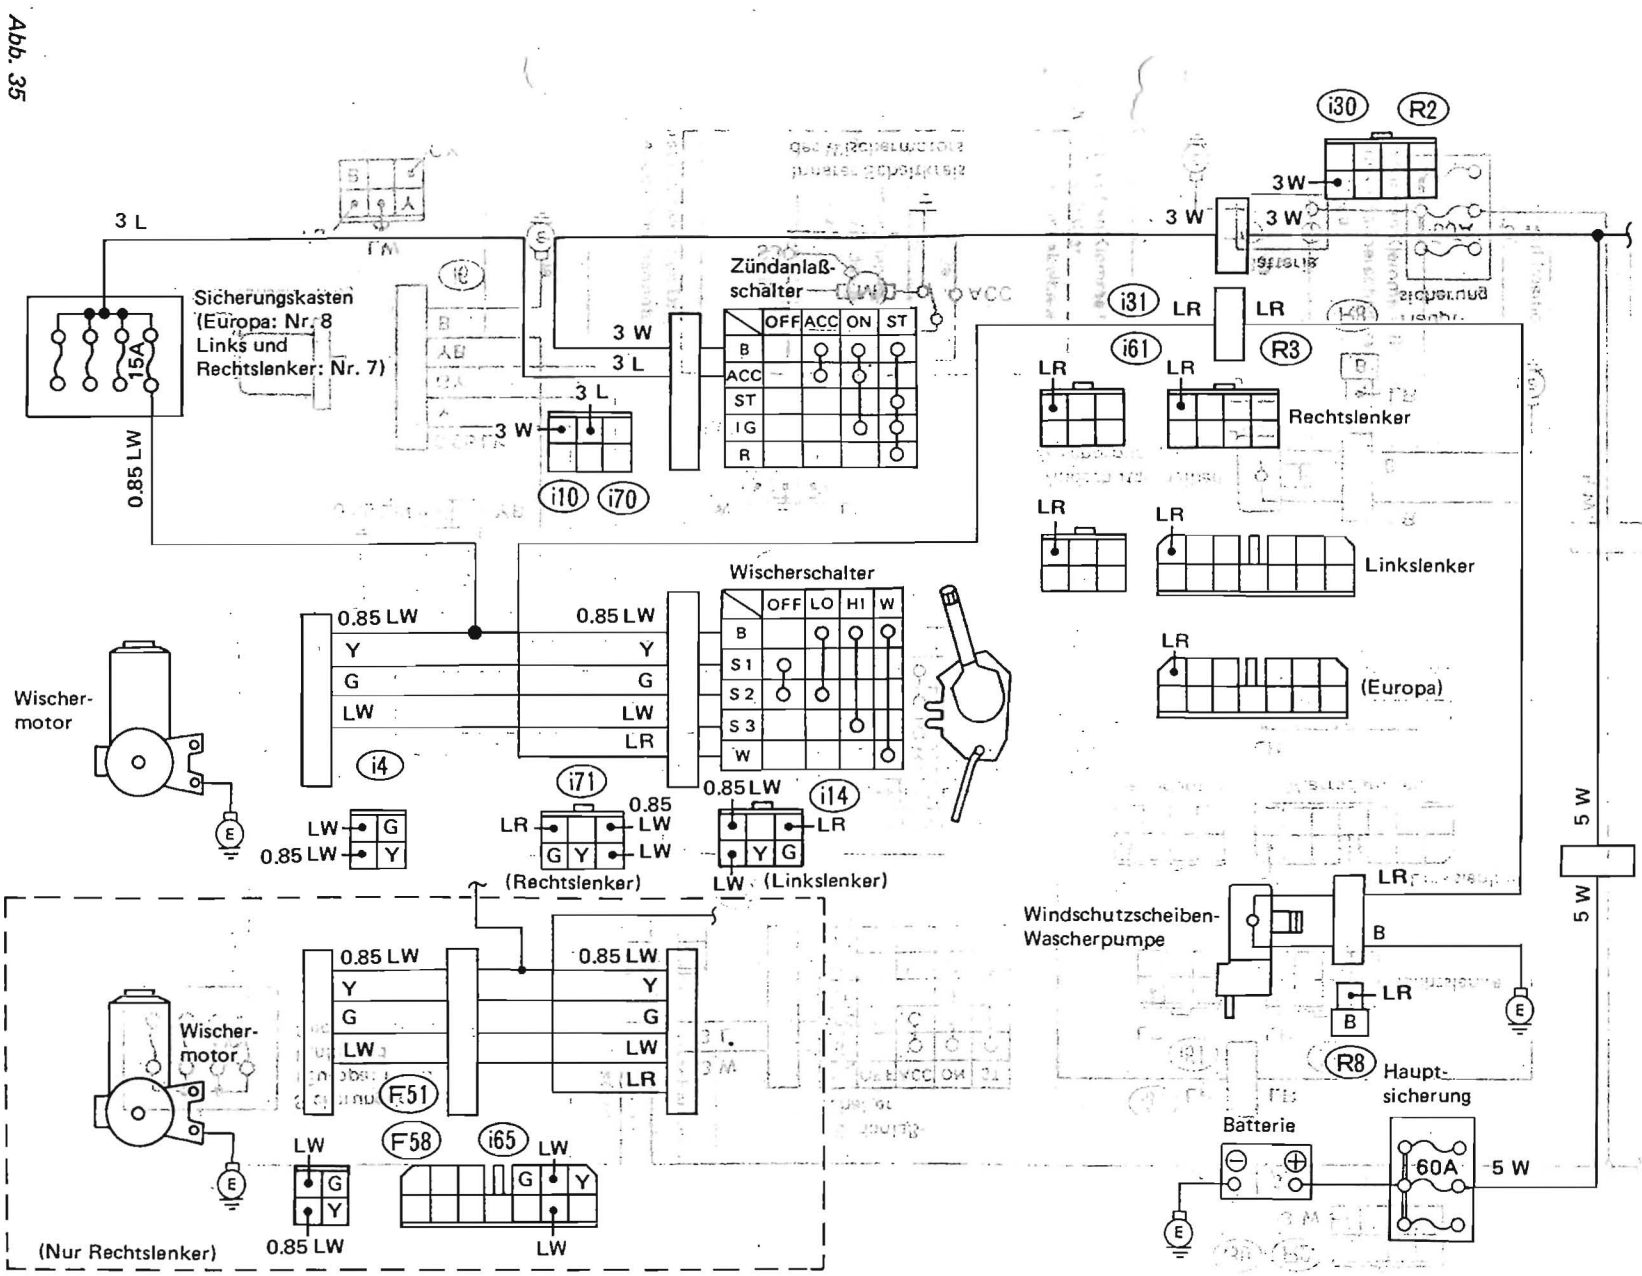 Abb. 35
i30
R2
3 W
3 W
3 W
3 L
Sicherungskasten
(Europa: Nr. 8
Links und
Rechtslenker: Nr. 7)
15A
0.85 LW
Zündanlaß-
schalter
OFF ACC ON ST
B
ACC
ST
IG
R
3 W
3 L
3 L
3 W
i10
i70
i31
LR
LR
i61
R3
LR
LR
Rechtslenker
LR
LR
Linkslenker
LR
(Europa)
Wischerschalter
OFF LO HI W
B
S1
S2
S3
W
0.85 LW
0.85 LW
Y
Y
G
G
LW
LW
LR
Wischer-
motor
E
i4
LW
G
0.85 LW
Y
i71
LR
0.85
LW
G Y
LW
(Rechtslenker)
0.85 LW
i14
LR
LW
Y G
(Linkslenker)
5 W
5 W
Windschutzscheiben-
Wascherpumpe
LR
B
LR
B
E
R8
Haupt-
sicherung
Batterie
60A
5 W
E
0.85 LW
0.85 LW
Y
Y
G
G
LW
LW
LR
Wischer-
motor
E
F51
F58
i65
LW
G
Y
0.85 LW
LW
G
Y
LW
(Nur Rechtslenker)